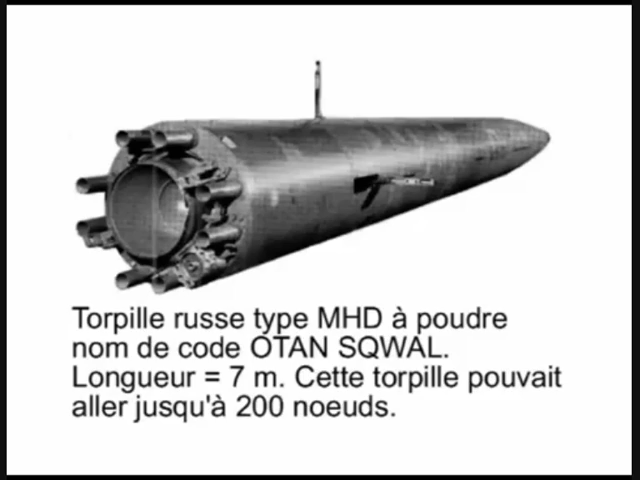 Torpille russe type MHD à poudre
nom de code OTAN SQWAL.
Longueur = 7 m. Cette torpille pouvait
aller jusqu'à 200 noeuds.